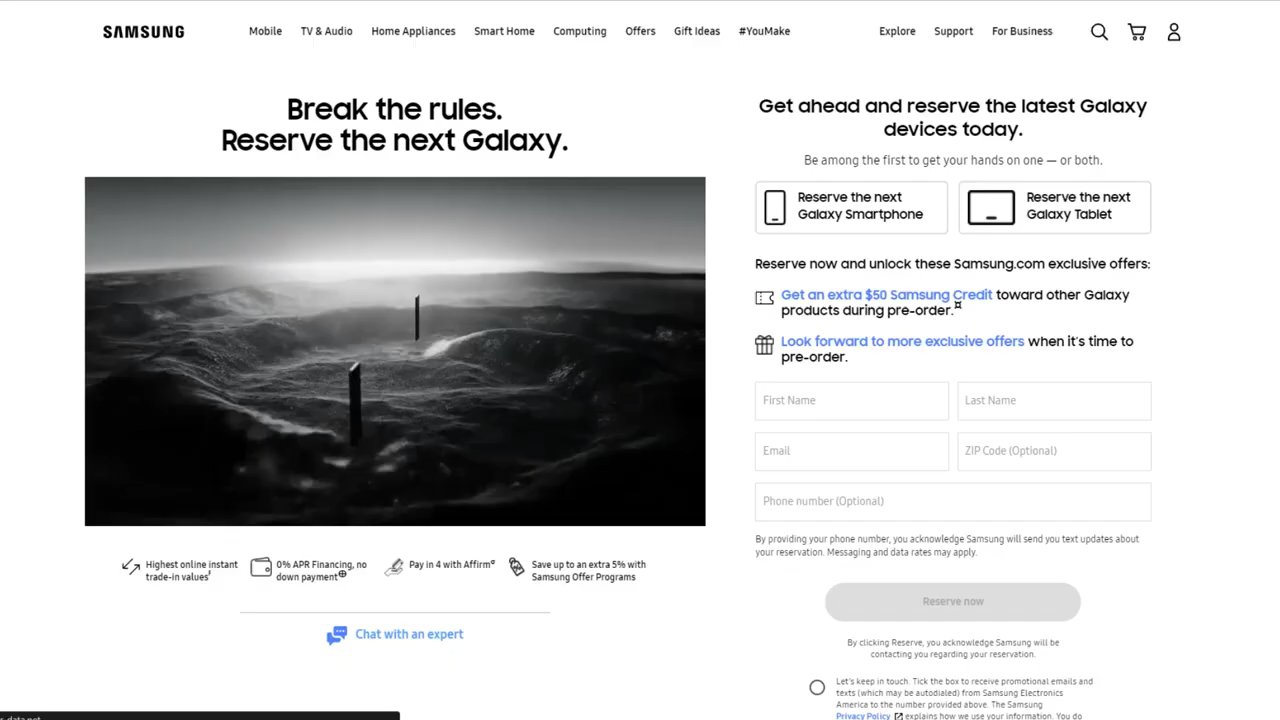 SAMSUNG
Mobile
TV & Audio
Home Appliances
Smart Home
Computing
Offers
Gift Ideas
#YouMake
Explore
Support
For Business
Break the rules.
Reserve the next Galaxy.
Highest online instant
trade-in values
0% APR Financing, no
down payment⊕
Pay in 4 with Affirm
Save up to an extra 5% with
Samsung Offer Programs
Chat with an expert
Get ahead and reserve the latest Galaxy
devices today.
Be among the first to get your hands on one — or both.
Reserve the next
Galaxy Smartphone
Reserve the next
Galaxy Tablet
Reserve now and unlock these Samsung.com exclusive offers:
Get an extra $50 Samsung Credit toward other Galaxy
products during pre-order.¤
Look forward to more exclusive offers when it's time to
pre-order.
First Name
Last Name
Email
ZIP Code (Optional)
Phone number (Optional)
By providing your phone number, you acknowledge Samsung will send you text updates about
your reservation. Messaging and data rates may apply.
Reserve now
By clicking Reserve, you acknowledge Samsung will be
contacting you regarding your reservation.
Let's keep in touch. Tick the box to receive promotional emails and
texts (which may be autodialed) from Samsung Electronics
America to the number provided above. The Samsung
Privacy Policy explains how we use your information. You do